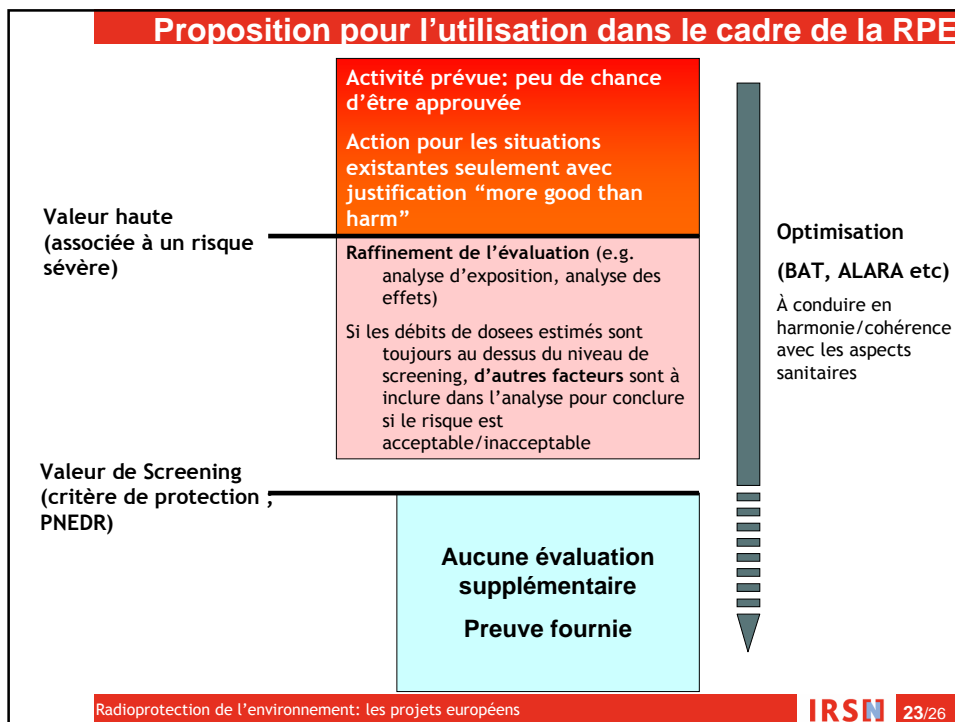 Proposition pour l’utilisation dans le cadre de la RPE
Activité prévue: peu de chance
d’être approuvée
Action pour les situations
existantes seulement avec
justification “more good than
harm”
Valeur haute
(associée à un risque
sévère)
Raffinement de l’évaluation (e.g.
analyse d’exposition, analyse des
effets)
Si les débits de dosees estimés sont
toujours au dessus du niveau de
screening, d’autres facteurs sont à
inclure dans l’analyse pour conclure
si le risque est
acceptable/inacceptable
Optimisation
(BAT, ALARA etc)
À conduire en
harmonie/cohérence
avec les aspects
sanitaires
Valeur de Screening
(critère de protection ;
PNEDR)
Aucune évaluation
supplémentaire
Preuve fournie
Radioprotection de l’environnement: les projets européens
IRSN
23/26